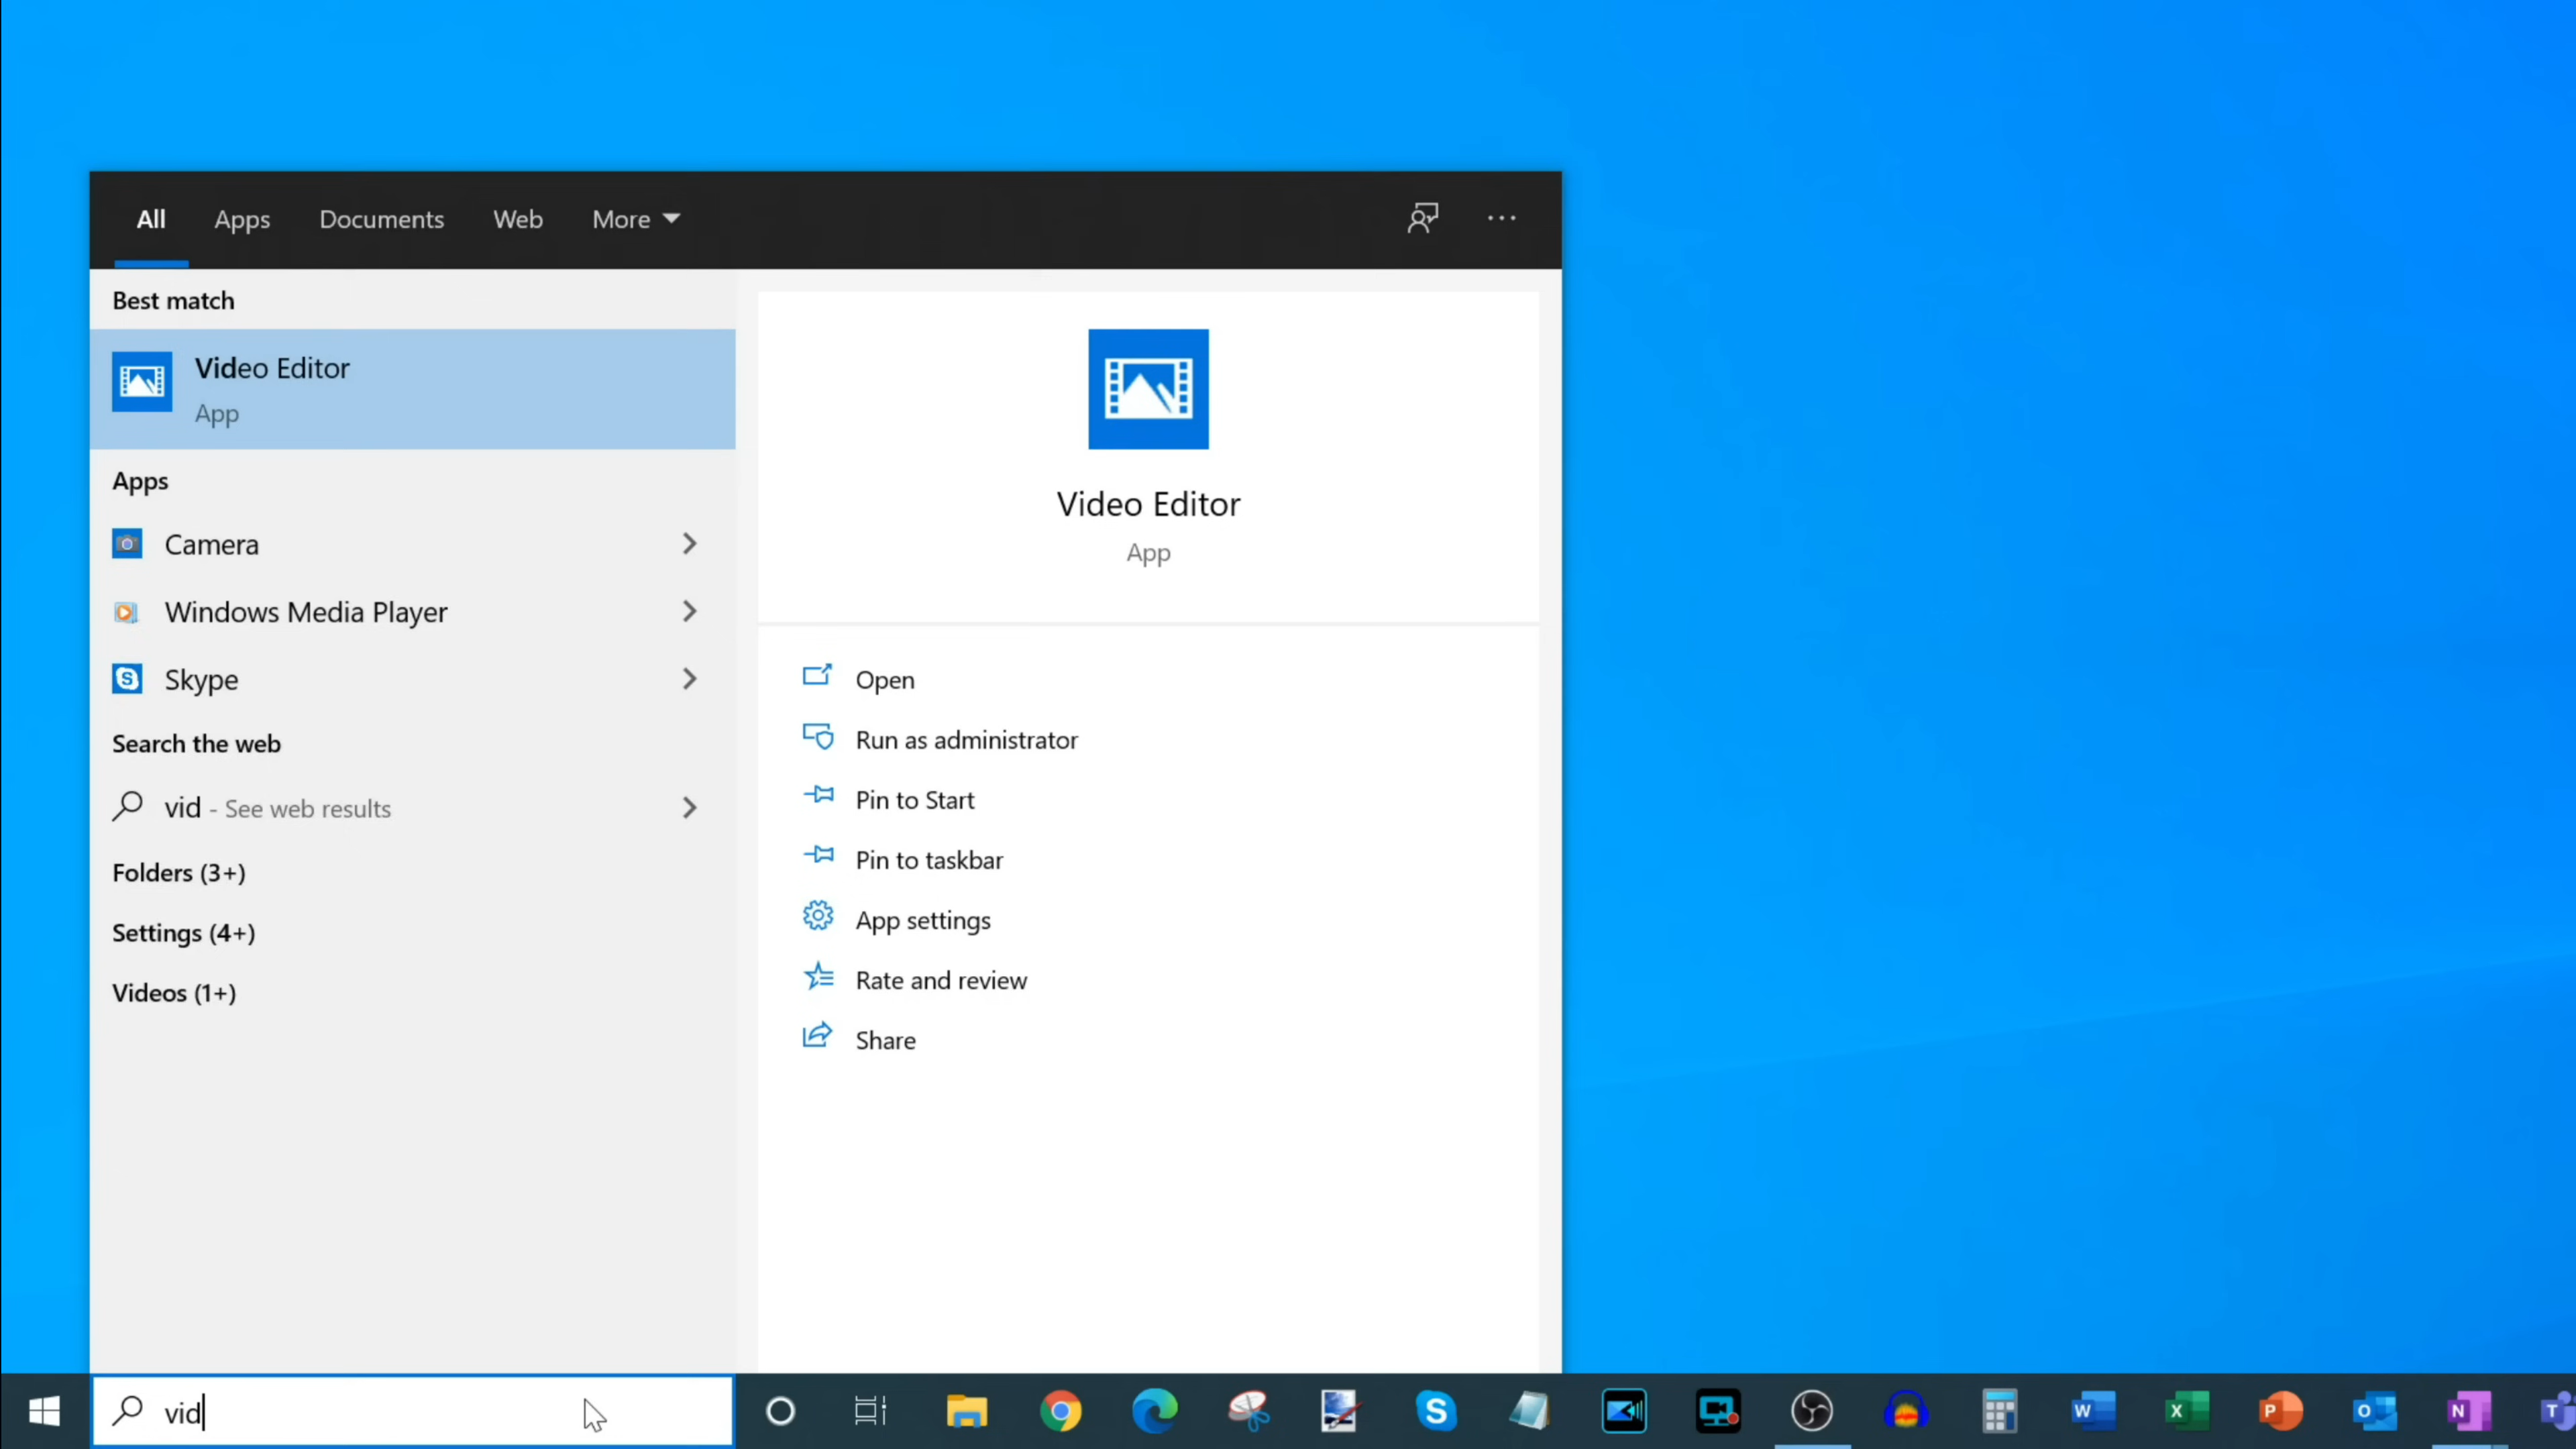 All Apps Documents Web More
Best match
Video Editor
App
Apps
Camera
Windows Media Player
Skype
Search the web
vid - See web results
Folders (3+)
Settings (4+)
Videos (1+)
Video Editor
App
Open
Run as administrator
Pin to Start
Pin to taskbar
App settings
Rate and review
Share
vid